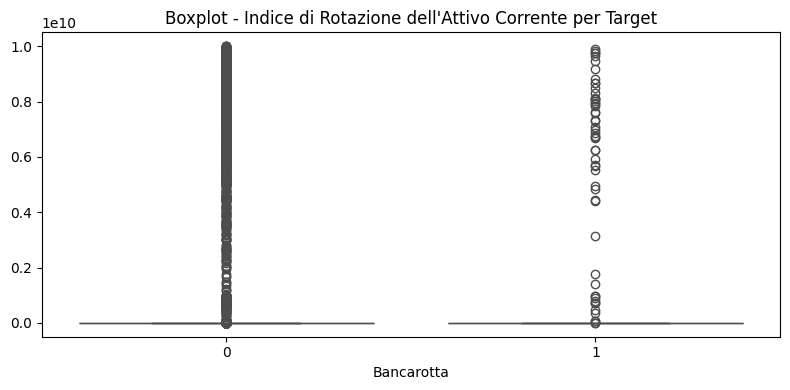 Boxplot - Indice di Rotazione dell'Attivo Corrente per Target
1e10
1.0
0.8
0.6
0.4
0.2
0.0
0 1
Bancarotta